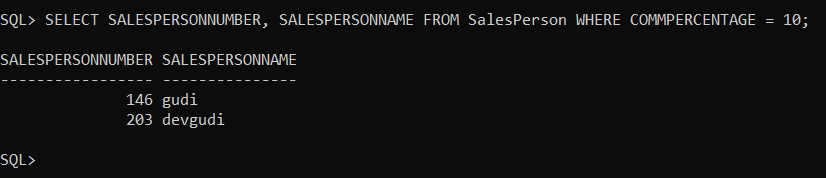 SQL> SELECT SALESPERSONNUMBER, SALESPERSONNAME FROM SalesPerson WHERE COMMPERCENTAGE = 10;
SALESPERSONNUMBER SALESPERSONNAME
----------------- ---------------
146 gudi
203 devgudi
SQL>